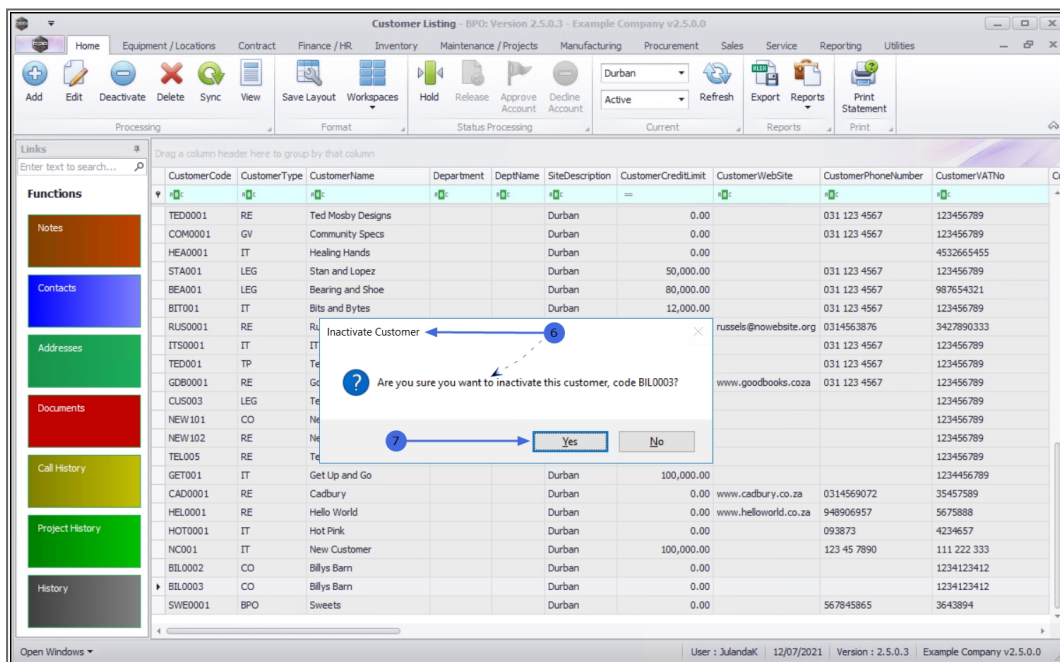 Customer Listing - BPO: Version 2.5.0.3 - Example Company v2.5.0.0
Home Equipment / Locations Contract Finance / HR Inventory Maintenance / Projects Manufacturing Procurement Sales Service Reporting Utilities
Add Edit Deactivate Delete Sync View Save Layout Workspaces Hold Release Approve Account Decline Account Durban Active Refresh Export Reports Print Statement
Processing Format Status Processing Current Reports Print
Links
Enter text to search...
Functions
Notes
Contacts
Addresses
Documents
Call History
Project History
History
Drag a column header here to group by that column
CustomerCode CustomerType CustomerName Department DeptName SiteDescription CustomerCreditLimit CustomerWebSite CustomerPhoneNumber CustomerVATNo
TED0001 RE Ted Mosby Designs Durban 0.00 031 123 4567 123456789
COM0001 GV Community Specs Durban 0.00 031 123 4567 123456789
HEA0001 IT Healing Hands Durban 0.00 4532665455
STA001 LEG Stan and Lopez Durban 50,000.00 031 123 4567 123456789
BEA001 LEG Bearing and Shoe Durban 80,000.00 031 123 4567 987654321
BIT001 IT Bits and Bytes Durban 12,000.00 031 123 4567 123456789
RUS0001 RE russels@nowebsite.org 0314563876 3427890333
ITS0001 IT IT 031 123 4567 123456789
TED001 TP Te 031 123 4567 123456789
GDB0001 RE www.goodbooks.coza 031 123 4567 123456789
CUS003 LEG Te 123456789
NEW101 CO Ne 123456789
NEW102 RE Ne 123456789
TEL005 RE Te 123456789
GET001 IT Get Up and Go Durban 100,000.00 1234456789
CAD0001 RE Cadbury Durban 0.00 www.cadbury.co.za 0314569072 35457589
HEL0001 RE Hello World Durban 0.00 www.helloworld.co.za 948906957 5675888
HOT0001 IT Hot Pink Durban 0.00 093873 4234657
NC001 IT New Customer Durban 100,000.00 123 45 7890 111 222 333
BIL0002 CO Billys Barn Durban 0.00 1234123412
BIL0003 CO Billys Barn Durban 0.00 1234123412
SWE0001 BPO Sweets Durban 0.00 567845865 3643894
Inactivate Customer 6
Are you sure you want to inactivate this customer, code BIL0003?
7 Yes No
Open Windows User : JulandaK 12/07/2021 Version : 2.5.0.3 Example Company v2.5.0.0